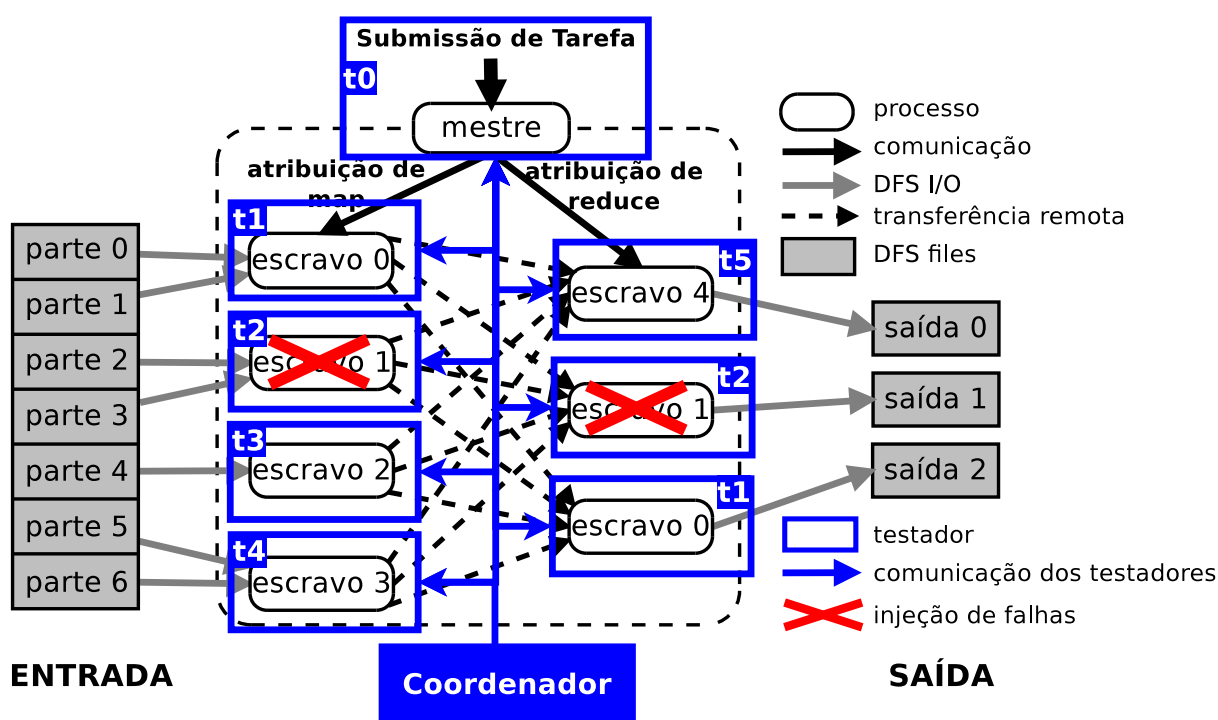 Submissão de Tarefa
t0
mestre
atribuição de
map
atribuição de
reduce
ENTRADA
parte 0
parte 1
parte 2
parte 3
parte 4
parte 5
parte 6
t1
escravo 0
t2
escravo 1
t3
escravo 2
t4
escravo 3
t5
escravo 4
t2
escravo 1
t1
escravo 0
Coordenador
saída 0
saída 1
saída 2
SAÍDA
processo
comunicação
DFS I/O
transferência remota
DFS files
testador
comunicação dos testadores
injeção de falhas